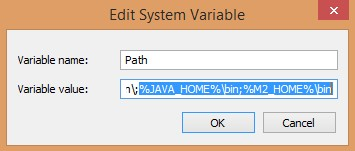 Edit System Variable
Variable name: Path
Variable value: n\;%JAVA_HOME%\bin;%M2_HOME%\bin
OK Cancel